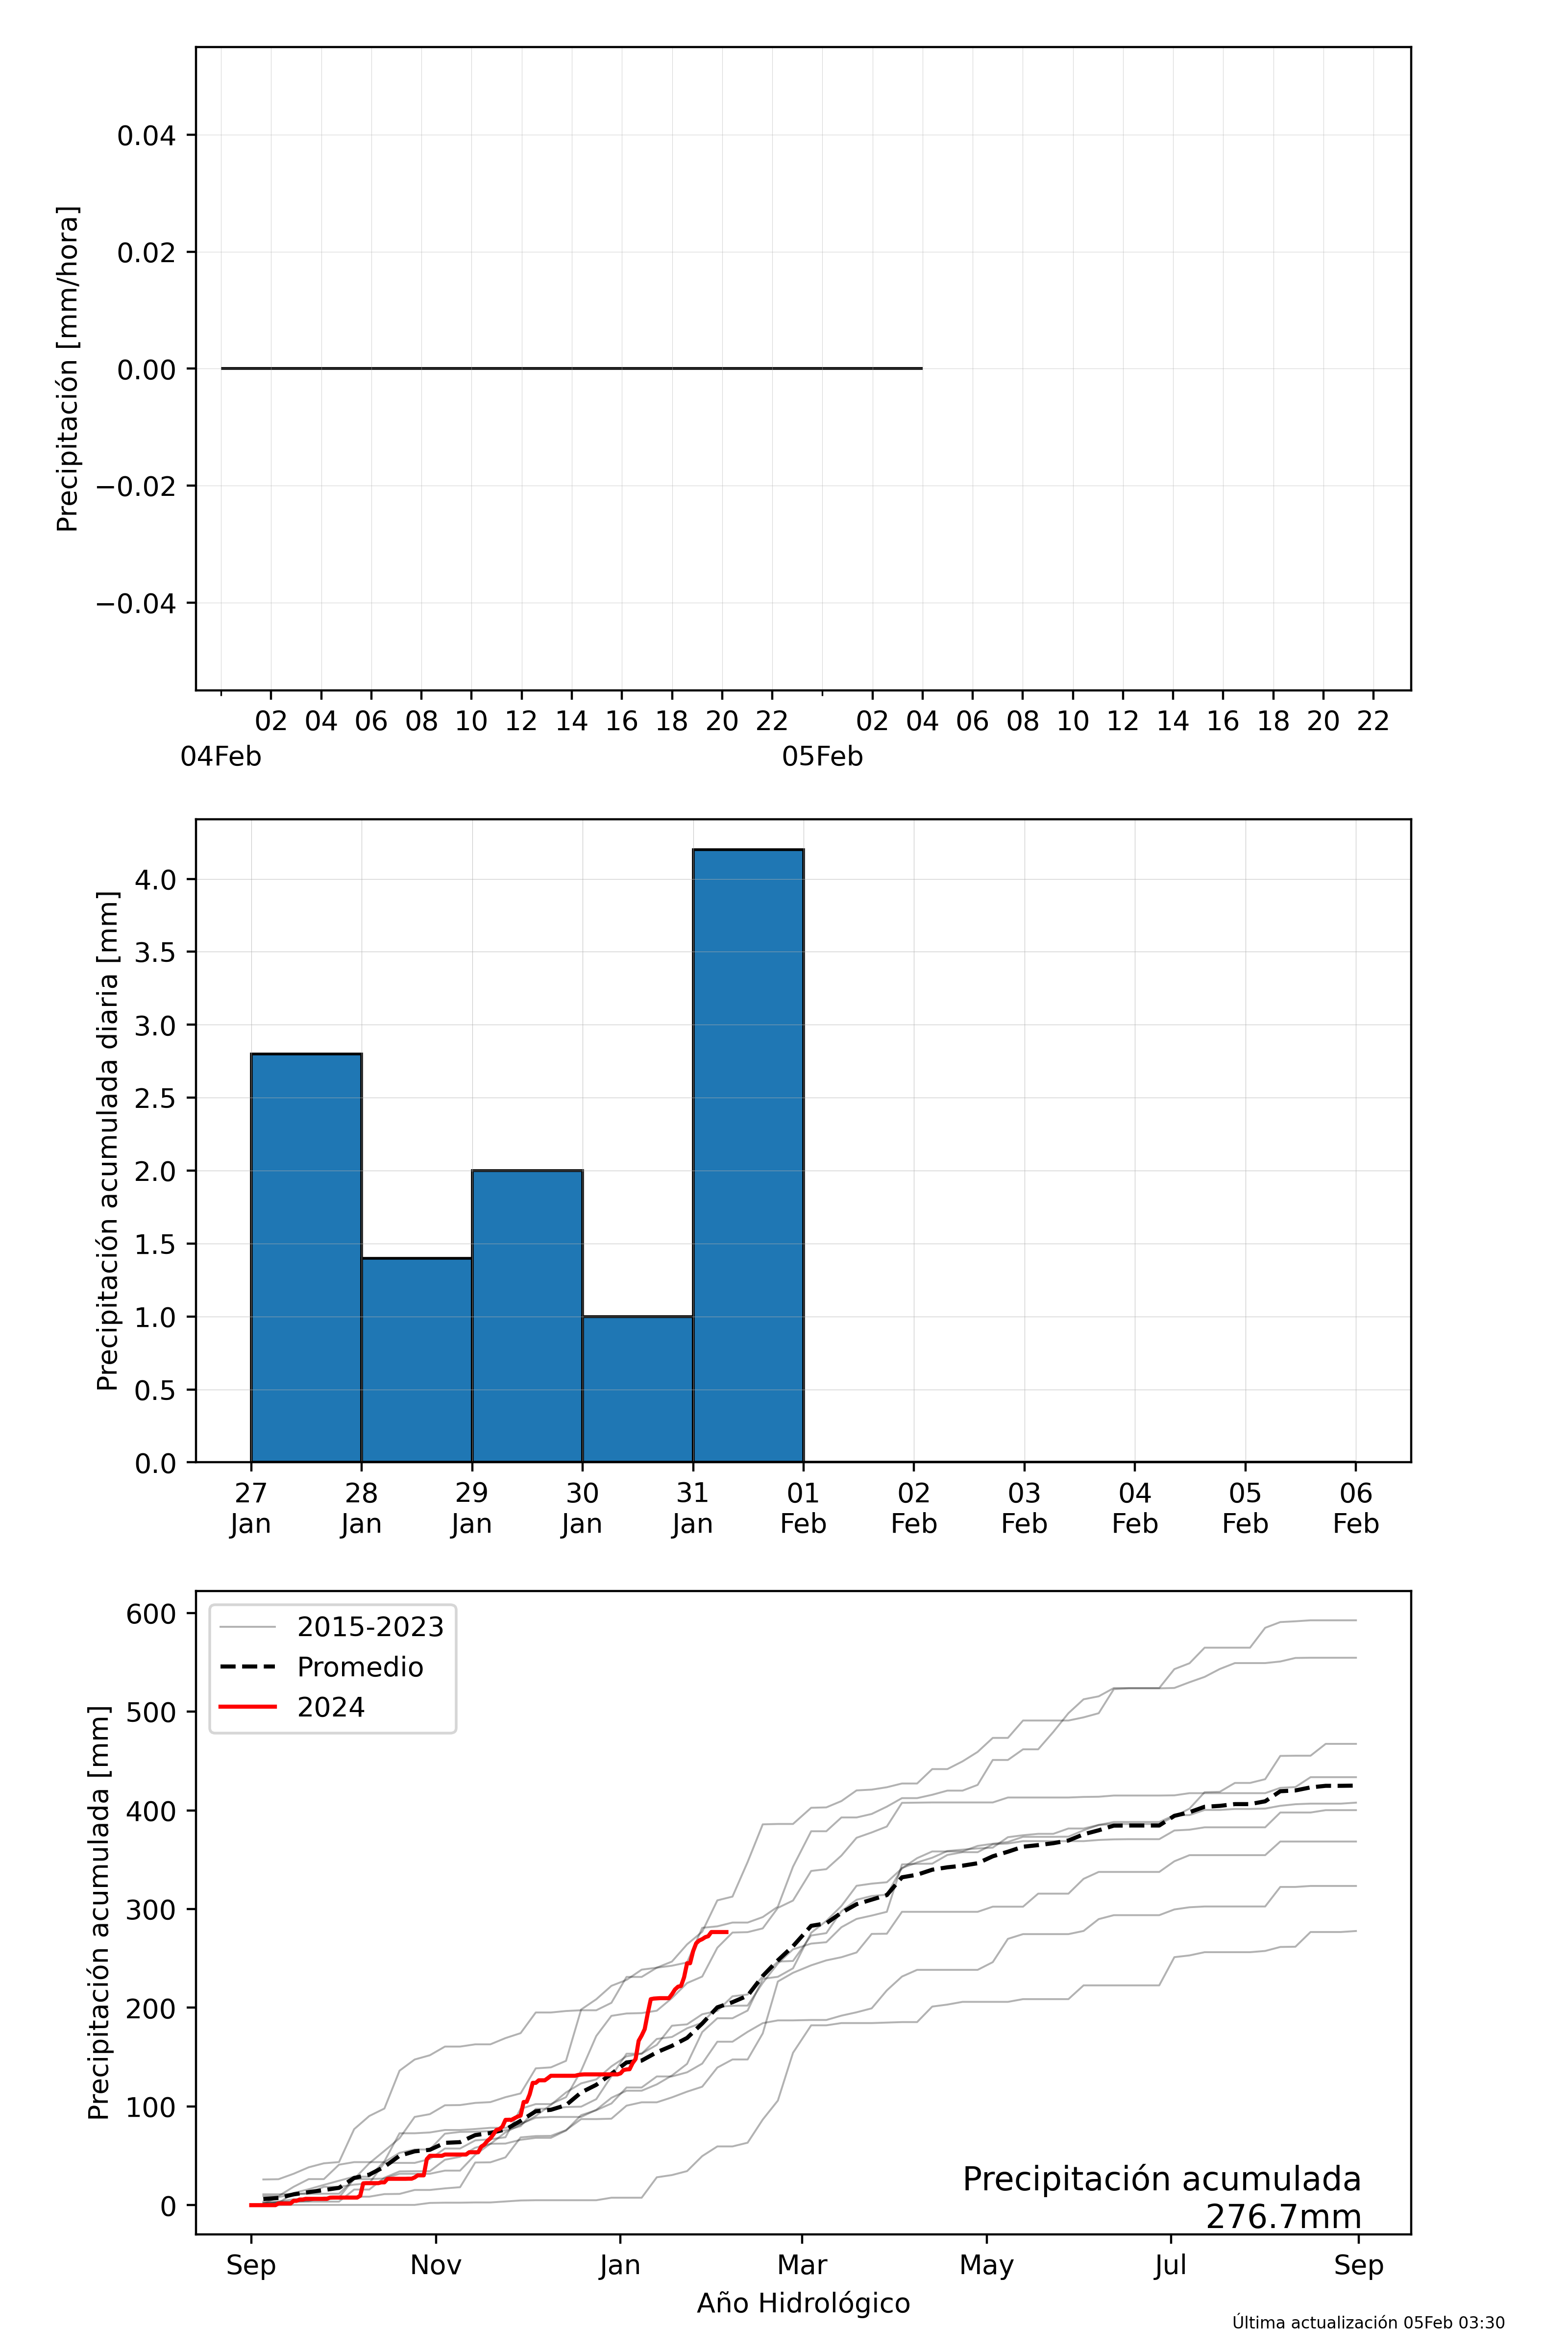 Precipitación [mm/hora]
0.04
0.02
0.00
−0.02
−0.04
02 04 06 08 10 12 14 16 18 20 22 02 04 06 08 10 12 14 16 18 20 22
04Feb 05Feb
Precipitación acumulada diaria [mm]
4.0
3.5
3.0
2.5
2.0
1.5
1.0
0.5
0.0
27 28 29 30 31 01 02 03 04 05 06
Jan Jan Jan Jan Jan Feb Feb Feb Feb Feb Feb
Precipitación acumulada [mm]
600
500
400
300
200
100
0
2015-2023
Promedio
2024
Precipitación acumulada
276.7mm
Sep Nov Jan Mar May Jul Sep
Año Hidrológico
Última actualización 05Feb 03:30